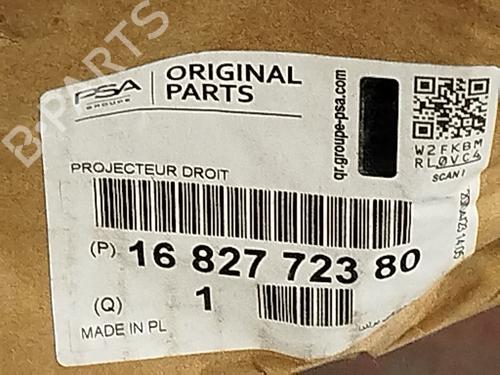 B-PARTS
PSA
GROUPE
ORIGINAL
PARTS
qr.groupe-psa.com
W2FKBM
RLØVC4
SCAN !
PROJECTEUR DROIT
(P) 16 827 723 80
(Q) 1
MADE IN PL